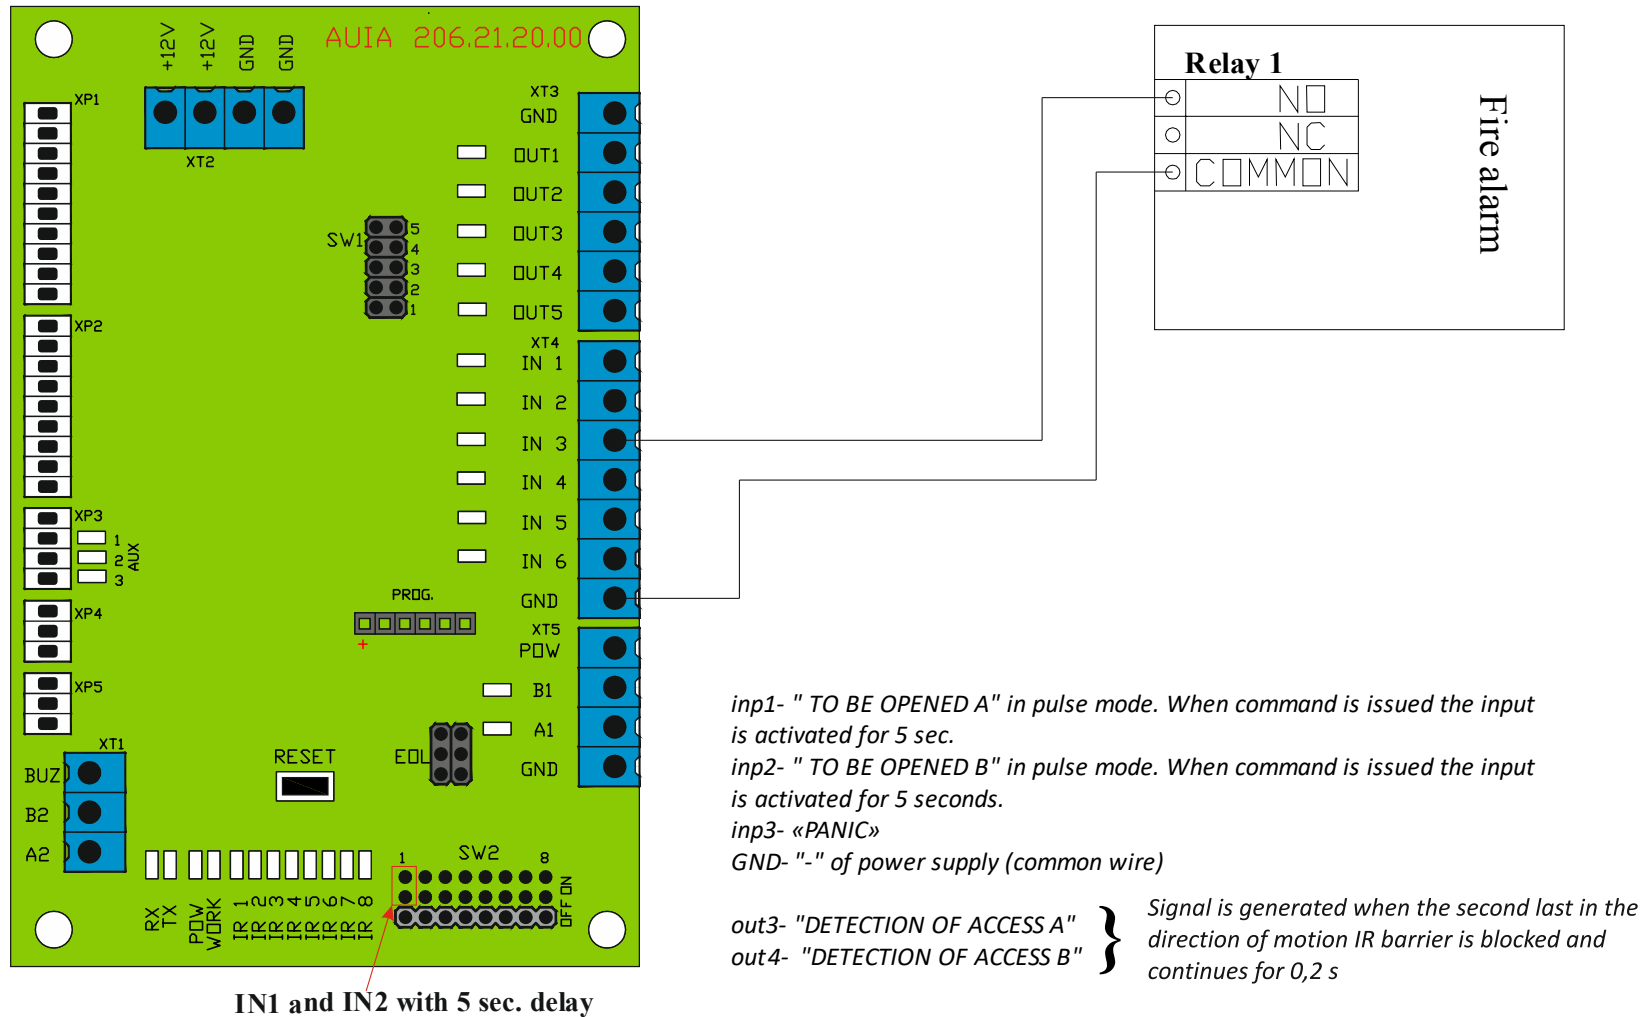 AUIA 206.21.20.00
+12V
+12V
GND
GND
XT2
XP1
XP2
XP3
1
2
3
AUX
XP4
XP5
XT1
BUZ
B2
A2
SW1
5
4
3
2
1
XT3
GND
OUT1
OUT2
OUT3
OUT4
OUT5
XT4
IN 1
IN 2
IN 3
IN 4
IN 5
IN 6
GND
XT5
POW
B1
A1
GND
PROG.
+
EOL
RESET
RX
TX
POW
WORK
IR 1
IR 2
IR 3
IR 4
IR 5
IR 6
IR 7
IR 8
1
SW2
8
OFF ON
IN1 and IN2 with 5 sec. delay
Relay 1
NO
NC
COMMON
Fire alarm
inp1- " TO BE OPENED A" in pulse mode. When command is issued the input
is activated for 5 sec.
inp2- " TO BE OPENED B" in pulse mode. When command is issued the input
is activated for 5 seconds.
inp3- «PANIC»
GND- "-" of power supply (common wire)
out3- "DETECTION OF ACCESS A"
out4- "DETECTION OF ACCESS B"
}
Signal is generated when the second last in the
direction of motion IR barrier is blocked and
continues for 0,2 s